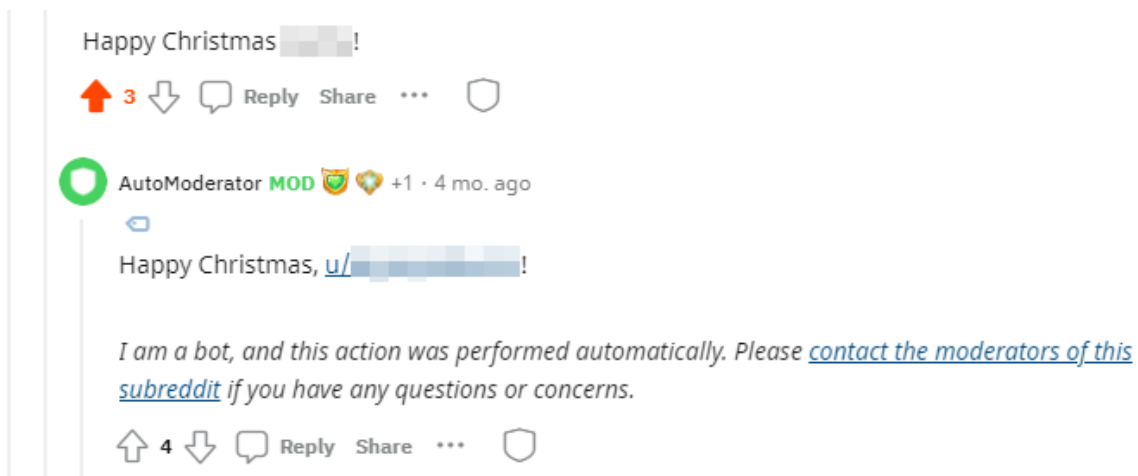 Happy Christmas !
3 Reply Share ...
AutoModerator MOD +1 · 4 mo. ago
Happy Christmas, u/ !
I am a bot, and this action was performed automatically. Please contact the moderators of this
subreddit if you have any questions or concerns.
4 Reply Share ...